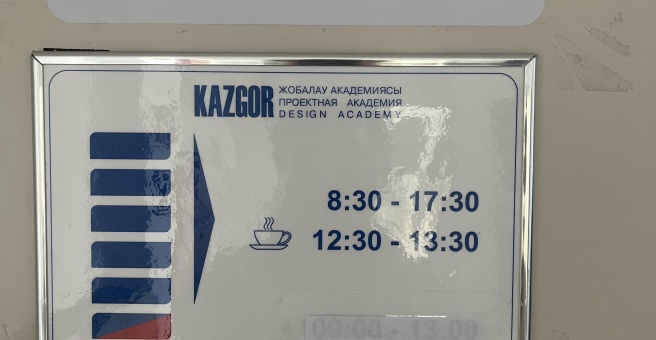 KAZGOR
ЖОБАЛАУ АКАДЕМИЯСЫ
ПРОЕКТНАЯ АКАДЕМИЯ
DESIGN ACADEMY
8:30 - 17:30
12:30 - 13:30
09:00 - 13:00